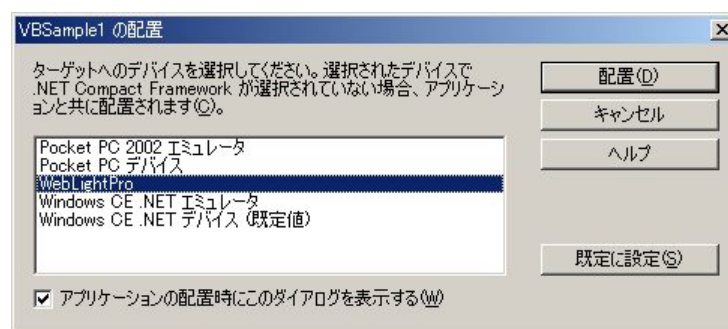 VBSample1 の配置
ターゲットへのデバイスを選択してください。選択されたデバイスで
.NET Compact Framework が選択されていない場合、アプリケーシ
ョンと共に配置されます(C)。
配置(D)
キャンセル
ヘルプ
Pocket PC 2002 エミュレータ
Pocket PC デバイス
WebLightPro
Windows CE .NET エミュレータ
Windows CE .NET デバイス (既定値)
既定に設定(S)
アプリケーションの配置時にこのダイアログを表示する(W)